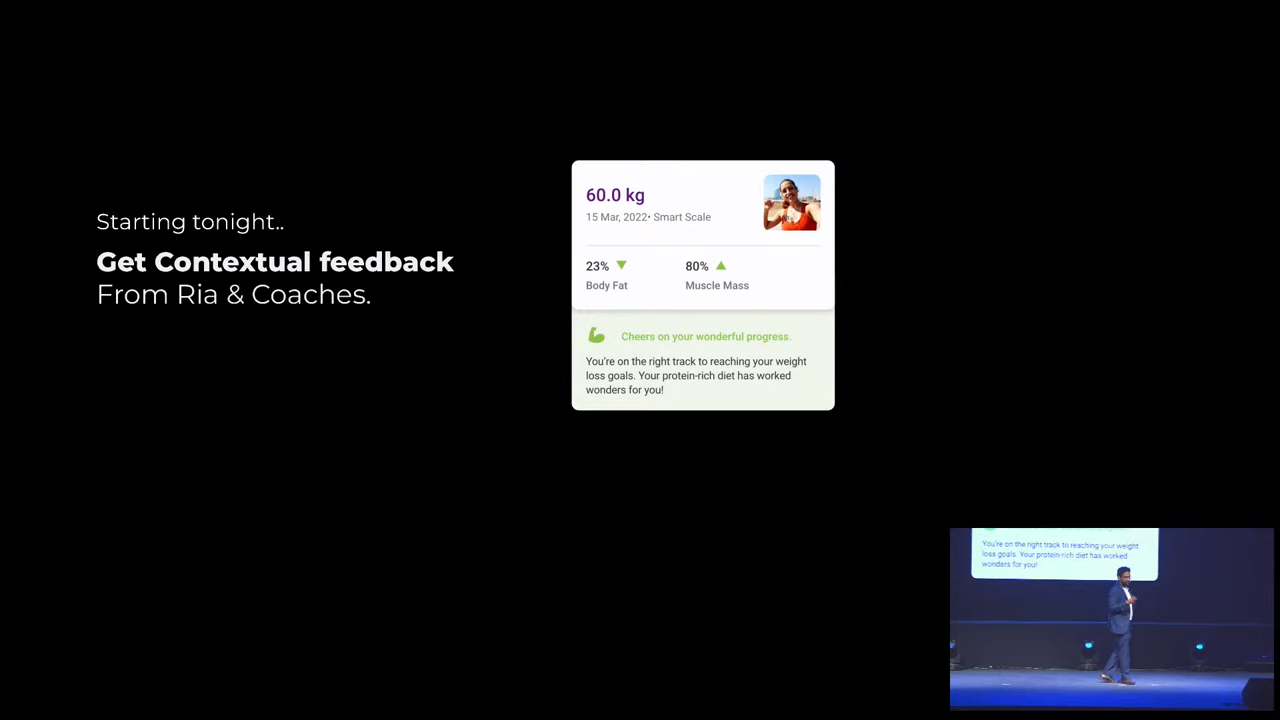 Starting tonight..
Get Contextual feedback
From Ria & Coaches.
60.0 kg
15 Mar, 2022• Smart Scale
23%
Body Fat
80%
Muscle Mass
Cheers on your wonderful progress.
You're on the right track to reaching your weight
loss goals. Your protein-rich diet has worked
wonders for you!
You're on the right track to reaching your weight
loss goals. Your protein-rich diet has worked
wonders for you!